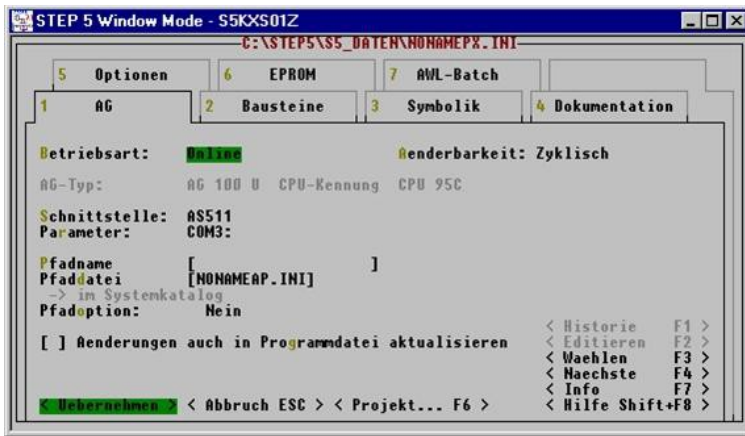 STEP 5 Window Mode - S5KXS01Z
C:\STEP5\S5_DATEN\NONAMEPX.INI
5 Optionen 6 EPROM 7 AWL-Batch
1 AG 2 Bausteine 3 Symbolik 4 Dokumentation
Betriebsart: Online Aenderbarkeit: Zyklisch
AG-Typ: AG 100 U CPU-Kennung CPU 95C
Schnittstelle: AS511
Parameter: COM3:
Pfadname [ ]
Pfaddatei [NONAMEAP.INI]
-> im Systemkatalog
Pfadoption: Nein
< Historie F1 >
[ ] Aenderungen auch in Programmdatei aktualisieren < Editieren F2 >
< Waehlen F3 >
< Naechste F4 >
< Info F7 >
< Uebernehmen > < Abbruch ESC > < Projekt... F6 > < Hilfe Shift+F8 >